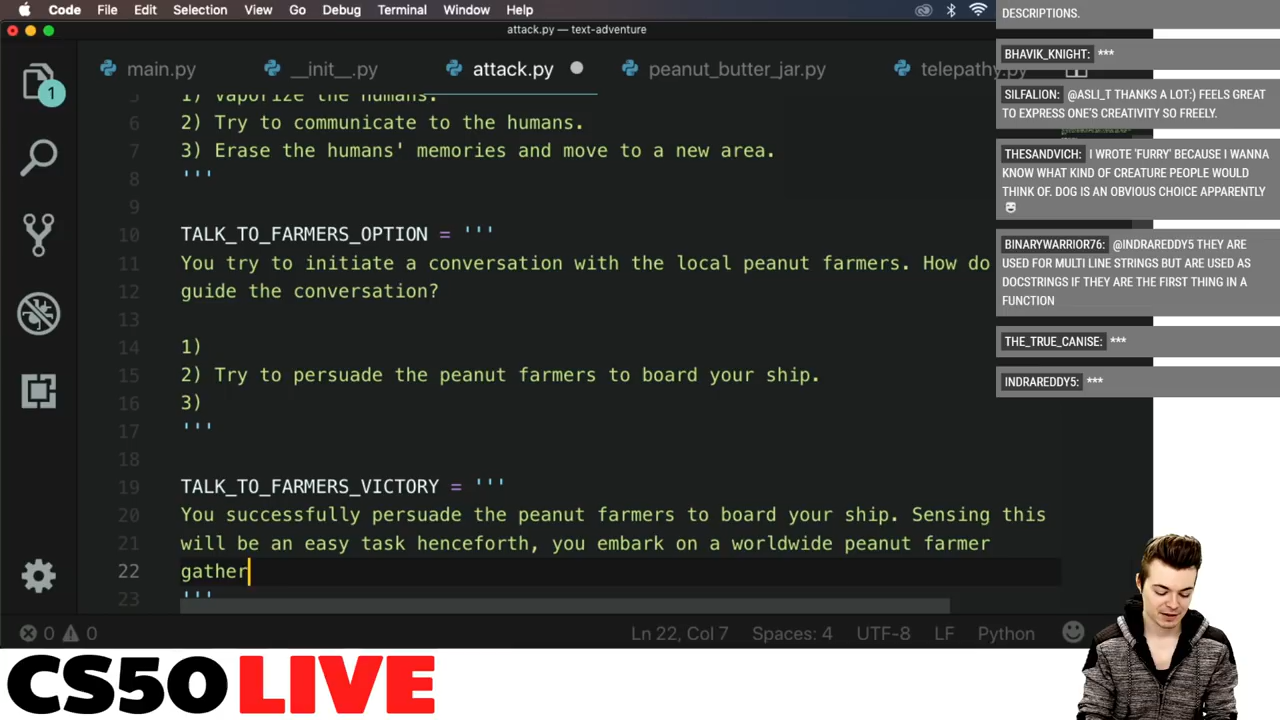 Code File Edit Selection View Go Debug Terminal Window Help
attack.py — text-adventure
main.py __init__.py attack.py peanut_butter_jar.py telepathy.py
1
1) Vaporize the humans.
6 2) Try to communicate to the humans.
7 3) Erase the humans' memories and move to a new area.
8 '''
9
10 TALK_TO_FARMERS_OPTION = '''
11 You try to initiate a conversation with the local peanut farmers. How do
12 guide the conversation?
13
14 1)
15 2) Try to persuade the peanut farmers to board your ship.
16 3)
17 '''
18
19 TALK_TO_FARMERS_VICTORY = '''
20 You successfully persuade the peanut farmers to board your ship. Sensing this
21 will be an easy task henceforth, you embark on a worldwide peanut farmer
22 gather
23 '''
0 0 Ln 22, Col 7 Spaces: 4 UTF-8 LF Python
DESCRIPTIONS.
BHAVIK_KNIGHT: ***
SILFALION: @ASLI_T THANKS A LOT:) FEELS GREAT
TO EXPRESS ONE'S CREATIVITY SO FREELY.
THESANDVICH: I WROTE 'FURRY' BECAUSE I WANNA
KNOW WHAT KIND OF CREATURE PEOPLE WOULD
THINK OF. DOG IS AN OBVIOUS CHOICE APPARENTLY
BINARYWARRIOR76: @INDRAREDDY5 THEY ARE
USED FOR MULTI LINE STRINGS BUT ARE USED AS
DOCSTRINGS IF THEY ARE THE FIRST THING IN A
FUNCTION
THE_TRUE_CANISE: ***
INDRAREDDY5: ***
CS50 LIVE